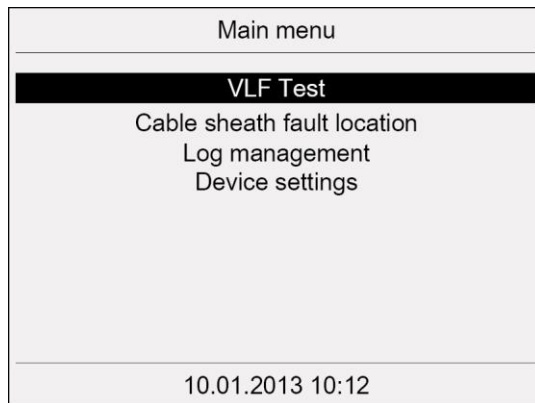 Main menu
VLF Test
Cable sheath fault location
Log management
Device settings
10.01.2013 10:12